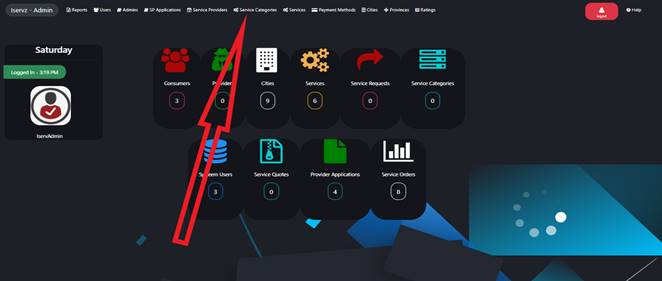 Iservz - Admin Reports Users Admins SP Applications Service Providers Service Categories Services Payment Methods Cities Provinces Ratings logout Help
Saturday
Logged In - 3:19 PM
IservAdmin
Consumers Cities Services Service Requests Service Categories
3 0 9 6 0 0
Users Service Quotes Provider Applications Service Orders
3 0 4 8